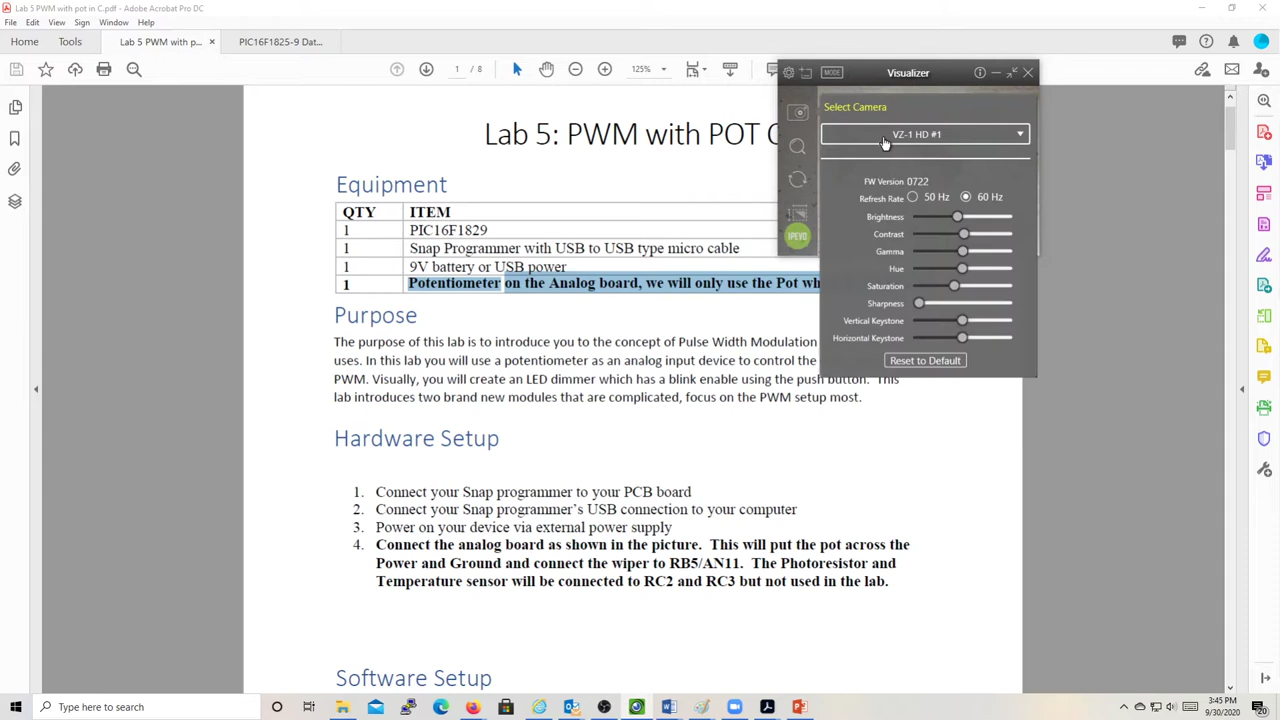 Lab 5 PWM with pot in C.pdf - Adobe Acrobat Pro DC
File Edit View Sign Window Help
Home Tools Lab 5 PWM with p... × PIC16F1825-9 Dat...
1 / 8 125%
MODE Visualizer
Select Camera
VZ-1 HD #1
FW Version 0722
Refresh Rate 50 Hz 60 Hz
Brightness
Contrast
Gamma
Hue
Saturation
Sharpness
Vertical Keystone
Horizontal Keystone
Reset to Default
IPEVO
Lab 5: PWM with POT
Equipment
QTY ITEM
1 PIC16F1829
1 Snap Programmer with USB to USB type micro cable
1 9V battery or USB power
1 Potentiometer on the Analog board, we will only use the Pot
Purpose
The purpose of this lab is to introduce you to the concept of Pulse Width Modulation
uses. In this lab you will use a potentiometer as an analog input device to control the
PWM. Visually, you will create an LED dimmer which has a blink enable using the push button. This
lab introduces two brand new modules that are complicated, focus on the PWM setup most.
Hardware Setup
1. Connect your Snap programmer to your PCB board
2. Connect your Snap programmer's USB connection to your computer
3. Power on your device via external power supply
4. Connect the analog board as shown in the picture. This will put the pot across the
Power and Ground and connect the wiper to RB5/AN11. The Photoresistor and
Temperature sensor will be connected to RC2 and RC3 but not used in the lab.
Software Setup
Type here to search
3:45 PM
9/30/2020
20